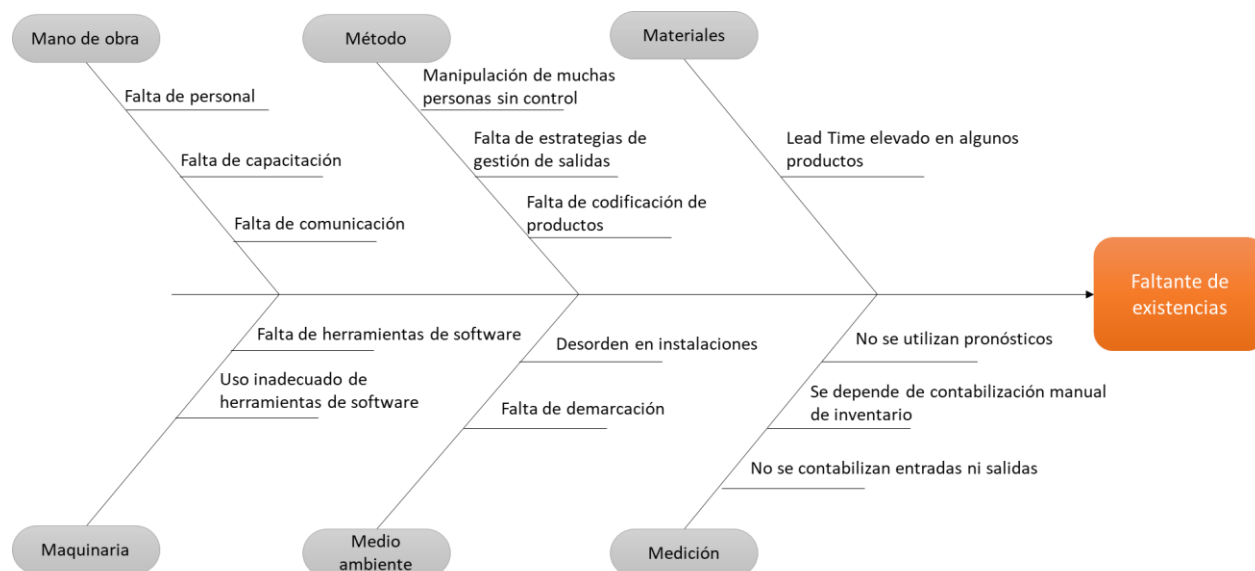 Mano de obra
Método
Materiales
Falta de personal
Falta de capacitación
Falta de comunicación
Manipulación de muchas
personas sin control
Falta de estrategias de
gestión de salidas
Falta de codificación de
productos
Lead Time elevado en algunos
productos
Faltante de
existencias
Falta de herramientas de software
Uso inadecuado de
herramientas de software
Desorden en instalaciones
Falta de demarcación
No se utilizan pronósticos
Se depende de contabilización manual
de inventario
No se contabilizan entradas ni salidas
Maquinaria
Medio
ambiente
Medición